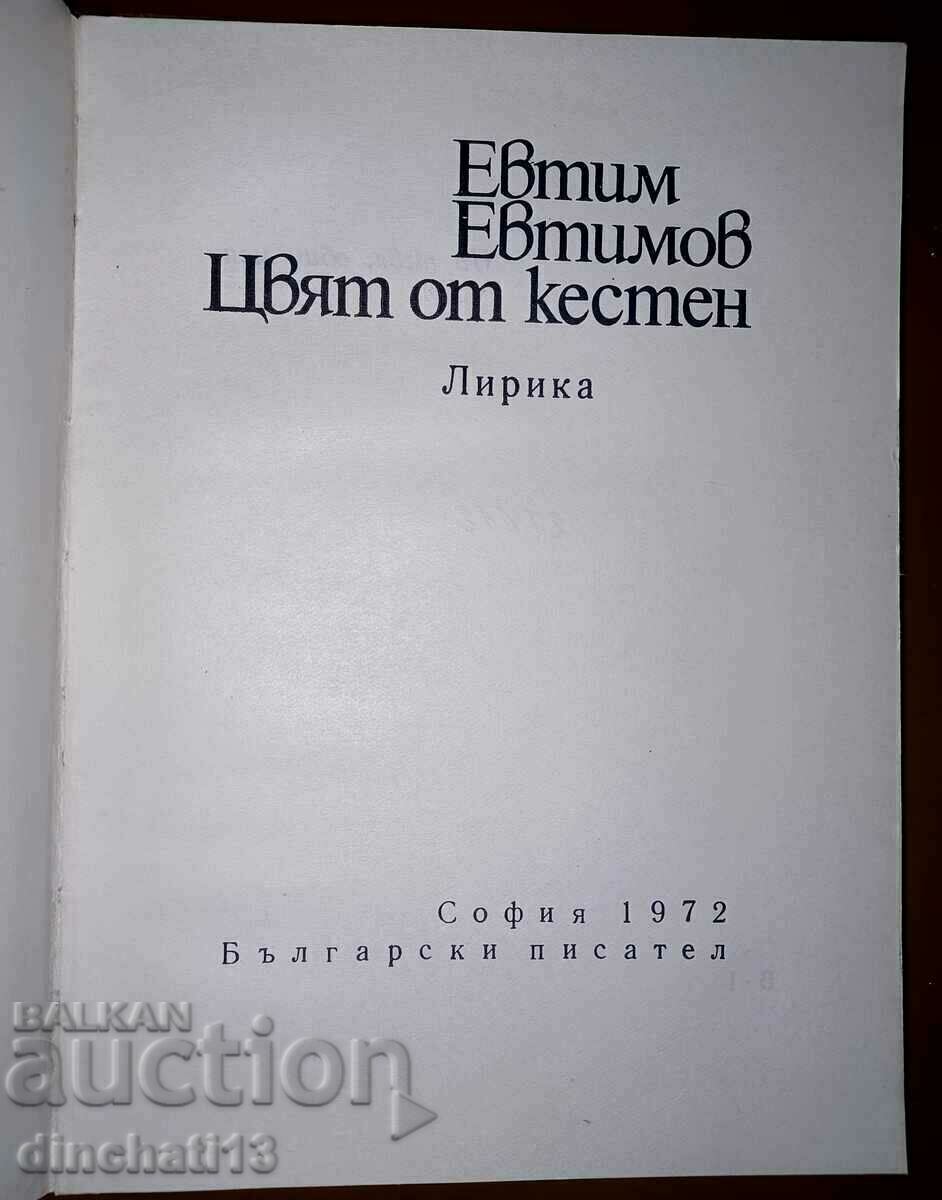 Евтим
Евтимов
Цвят от кестен
Лирика
София 1972
Български писател
BALKAN
auction
dinchati13